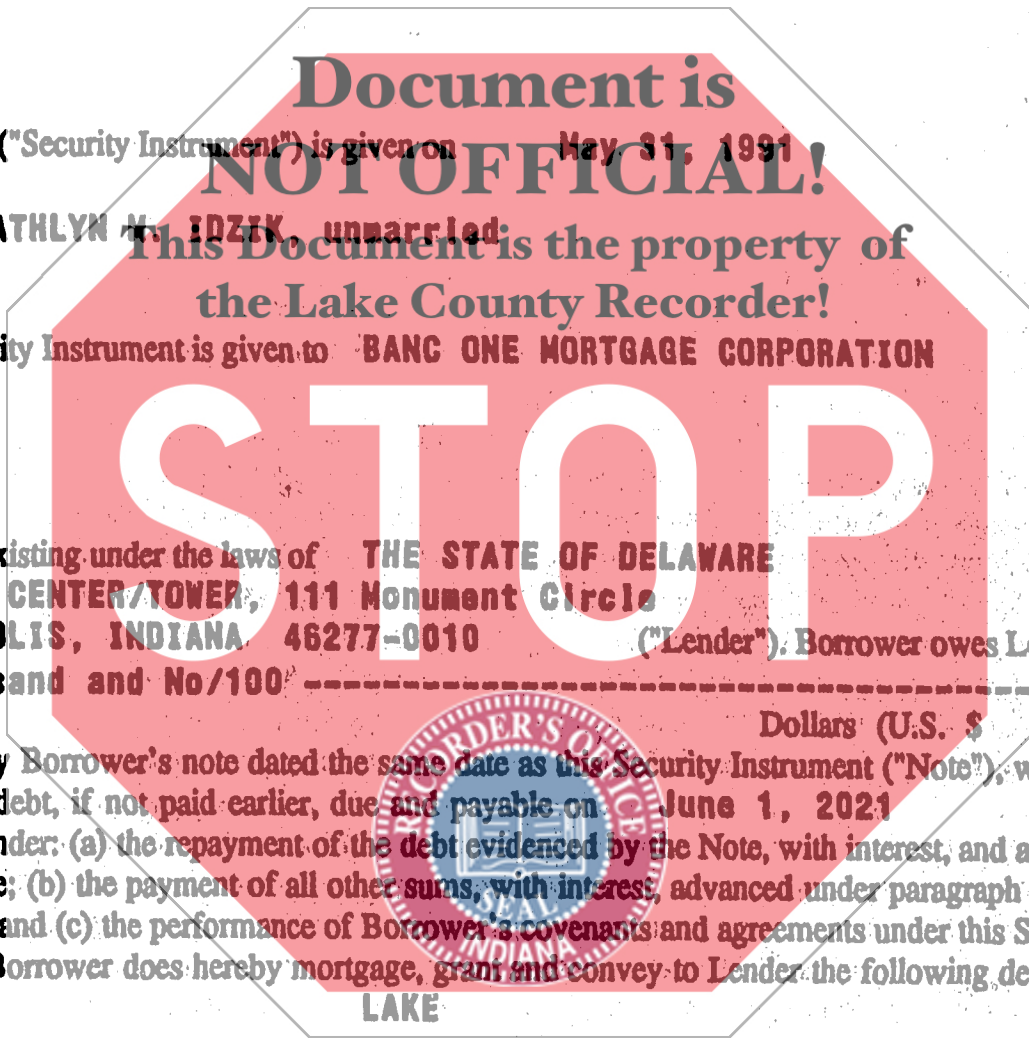 Document is
("Security Instrument") is given on May 31, 1991
NOT OFFICIAL!
ATHLYN M. IDZIK, unmarried
This Document is the property of
the Lake County Recorder!
ity Instrument is given to BANC ONE MORTGAGE CORPORATION
STOP
isting under the laws of THE STATE OF DELAWARE
CENTER/TOWER, 111 Monument Circle
LIS, INDIANA 46277-0010 ("Lender"). Borrower owes L
and and No/100
Dollars (U.S. $
y Borrower's note dated the same date as this Security Instrument ("Note"), w
debt, if not paid earlier, due and payable on June 1, 2021
nder: (a) the repayment of the debt evidenced by the Note, with interest, and a
e; (b) the payment of all other sums, with interest, advanced under paragraph
and (c) the performance of Borrower's covenants and agreements under this S
Borrower does hereby mortgage, grant and convey to Lender the following de
LAKE
RECORDER'S OFFICE
SEAL
INDIANA